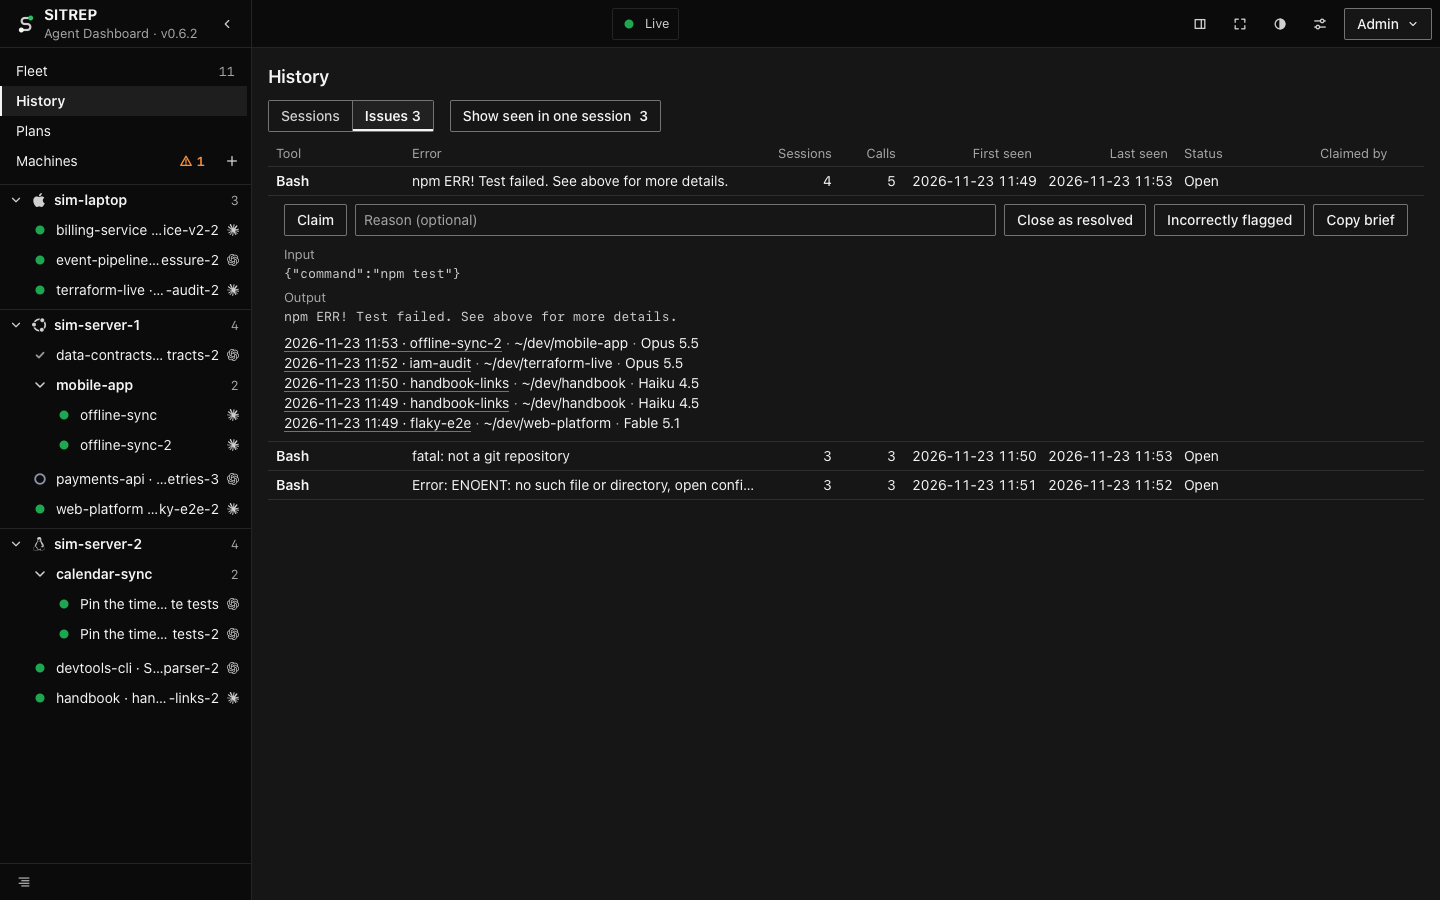 SITREP
Agent Dashboard · v0.6.2
Live
Admin
Fleet 11
History
Plans
Machines 1
sim-laptop 3
billing-service …ice-v2-2
event-pipeline…essure-2
terraform-live ·…-audit-2
sim-server-1 4
data-contracts…tracts-2
mobile-app 2
offline-sync
offline-sync-2
payments-api · …etries-3
web-platform …ky-e2e-2
sim-server-2 4
calendar-sync 2
Pin the time… te tests
Pin the time… tests-2
devtools-cli · S…parser-2
handbook · han…-links-2
History
Sessions Issues 3 Show seen in one session 3
Tool Error Sessions Calls First seen Last seen Status Claimed by
Bash npm ERR! Test failed. See above for more details. 4 5 2026-11-23 11:49 2026-11-23 11:53 Open
Claim Reason (optional) Close as resolved Incorrectly flagged Copy brief
Input
{"command":"npm test"}
Output
npm ERR! Test failed. See above for more details.
2026-11-23 11:53 · offline-sync-2 · ~/dev/mobile-app · Opus 5.5
2026-11-23 11:52 · iam-audit · ~/dev/terraform-live · Opus 5.5
2026-11-23 11:50 · handbook-links · ~/dev/handbook · Haiku 4.5
2026-11-23 11:49 · handbook-links · ~/dev/handbook · Haiku 4.5
2026-11-23 11:49 · flaky-e2e · ~/dev/web-platform · Fable 5.1
Bash fatal: not a git repository 3 3 2026-11-23 11:50 2026-11-23 11:53 Open
Bash Error: ENOENT: no such file or directory, open confi… 3 3 2026-11-23 11:51 2026-11-23 11:52 Open